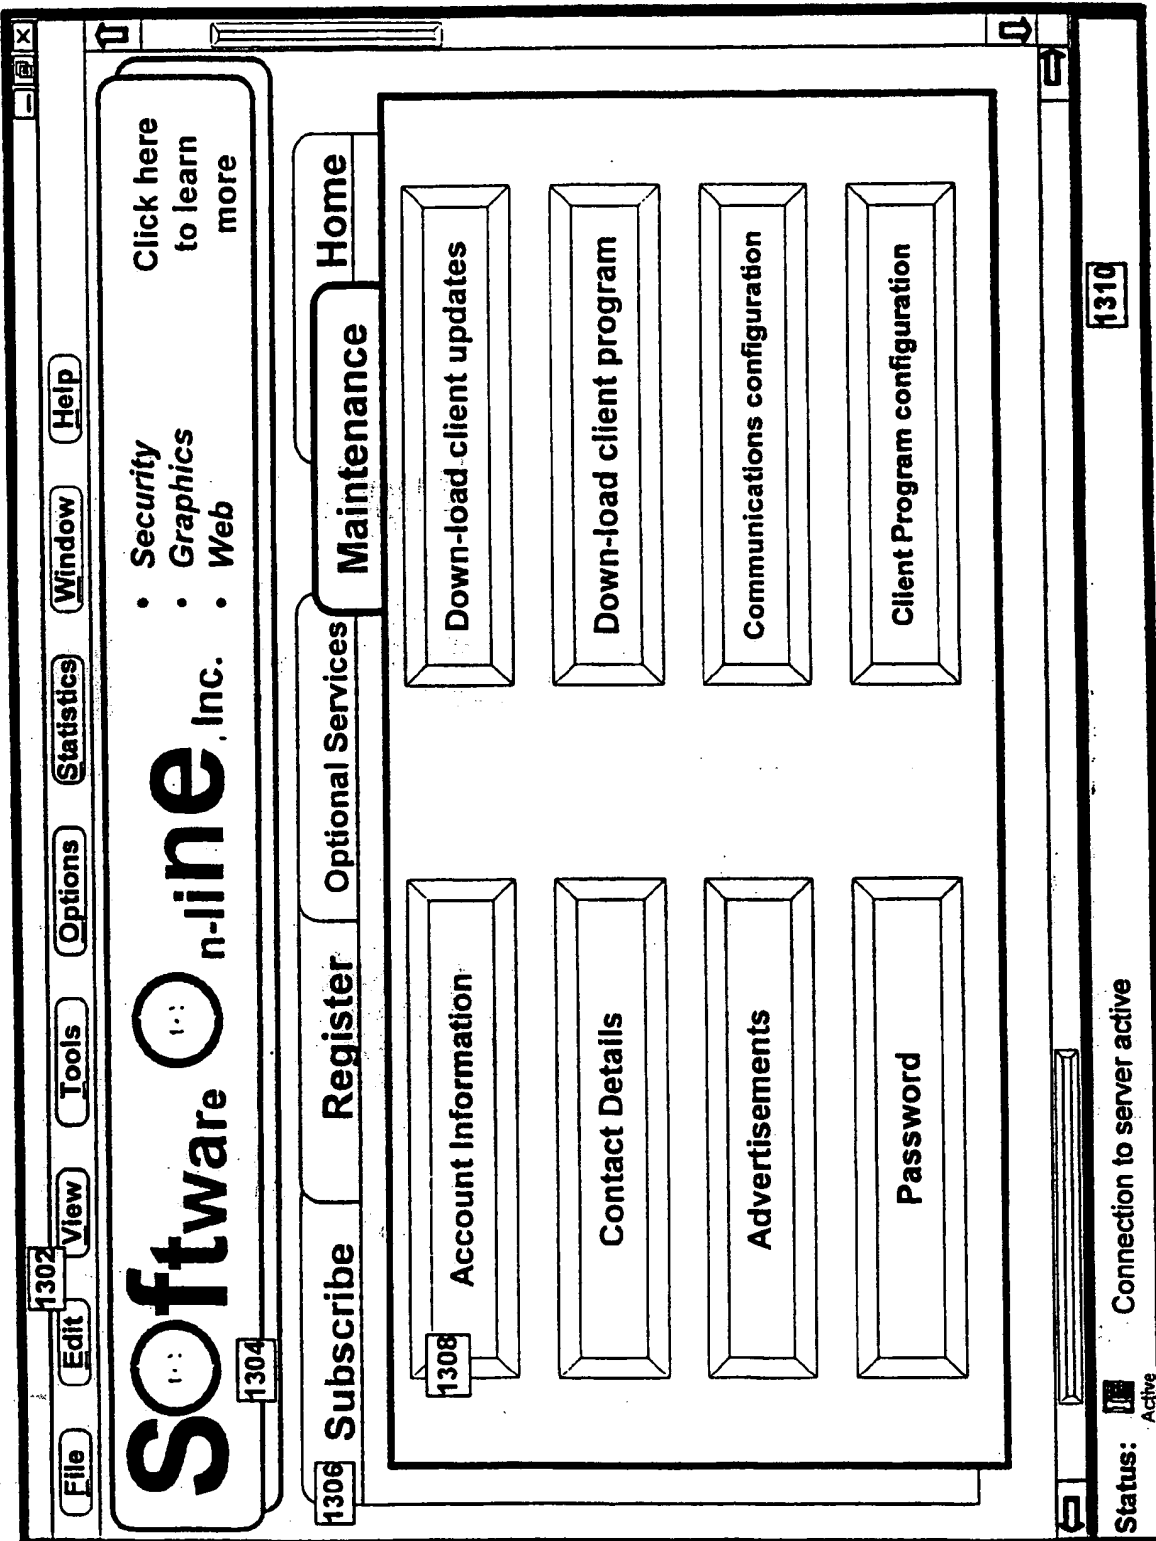 1302
File Edit View Tools Options Statistics Window Help
Software On-line, Inc.
• Security
• Graphics
• Web
Click here
to learn
more
1304
1306
Subscribe Register Optional Services Maintenance Home
1308
Account Information
Down-load client updates
Contact Details
Down-load client program
Advertisements
Communications configuration
Password
Client Program configuration
1310
Status:
Active
Connection to server active